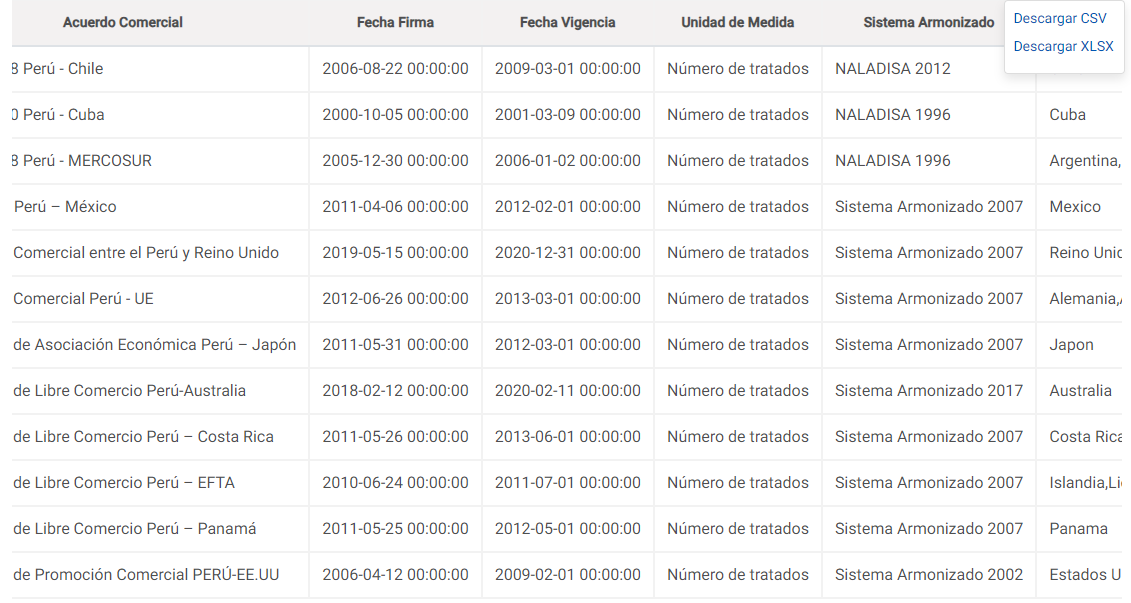 Acuerdo Comercial Fecha Firma Fecha Vigencia Unidad de Medida Sistema Armonizado Descargar CSV
Descargar XLSX
8 Perú - Chile 2006-08-22 00:00:00 2009-03-01 00:00:00 Número de tratados NALADISA 2012
0 Perú - Cuba 2000-10-05 00:00:00 2001-03-09 00:00:00 Número de tratados NALADISA 1996 Cuba
8 Perú - MERCOSUR 2005-12-30 00:00:00 2006-01-02 00:00:00 Número de tratados NALADISA 1996 Argentina,
Perú – México 2011-04-06 00:00:00 2012-02-01 00:00:00 Número de tratados Sistema Armonizado 2007 Mexico
Comercial entre el Perú y Reino Unido 2019-05-15 00:00:00 2020-12-31 00:00:00 Número de tratados Sistema Armonizado 2007 Reino
Comercial Perú - UE 2012-06-26 00:00:00 2013-03-01 00:00:00 Número de tratados Sistema Armonizado 2007 Alemania,
de Asociación Económica Perú – Japón 2011-05-31 00:00:00 2012-03-01 00:00:00 Número de tratados Sistema Armonizado 2007 Japon
de Libre Comercio Perú-Australia 2018-02-12 00:00:00 2020-02-11 00:00:00 Número de tratados Sistema Armonizado 2017 Australia
de Libre Comercio Perú – Costa Rica 2011-05-26 00:00:00 2013-06-01 00:00:00 Número de tratados Sistema Armonizado 2007 Costa Rica
de Libre Comercio Perú – EFTA 2010-06-24 00:00:00 2011-07-01 00:00:00 Número de tratados Sistema Armonizado 2007 Islandia,
de Libre Comercio Perú – Panamá 2011-05-25 00:00:00 2012-05-01 00:00:00 Número de tratados Sistema Armonizado 2007 Panama
de Promoción Comercial PERÚ-EE.UU 2006-04-12 00:00:00 2009-02-01 00:00:00 Número de tratados Sistema Armonizado 2002 Estados